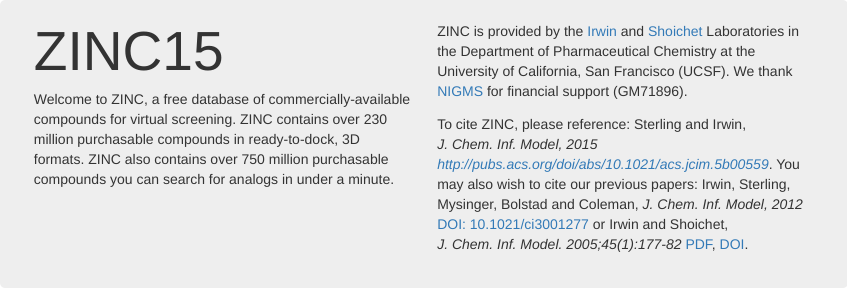 ZINC15
Welcome to ZINC, a free database of commercially-available
compounds for virtual screening. ZINC contains over 230
million purchasable compounds in ready-to-dock, 3D
formats. ZINC also contains over 750 million purchasable
compounds you can search for analogs in under a minute.
ZINC is provided by the Irwin and Shoichet Laboratories in
the Department of Pharmaceutical Chemistry at the
University of California, San Francisco (UCSF). We thank
NIGMS for financial support (GM71896).
To cite ZINC, please reference: Sterling and Irwin,
J. Chem. Inf. Model, 2015
http://pubs.acs.org/doi/abs/10.1021/acs.jcim.5b00559. You
may also wish to cite our previous papers: Irwin, Sterling,
Mysinger, Bolstad and Coleman, J. Chem. Inf. Model, 2012
DOI: 10.1021/ci3001277 or Irwin and Shoichet,
J. Chem. Inf. Model. 2005;45(1):177-82 PDF, DOI.